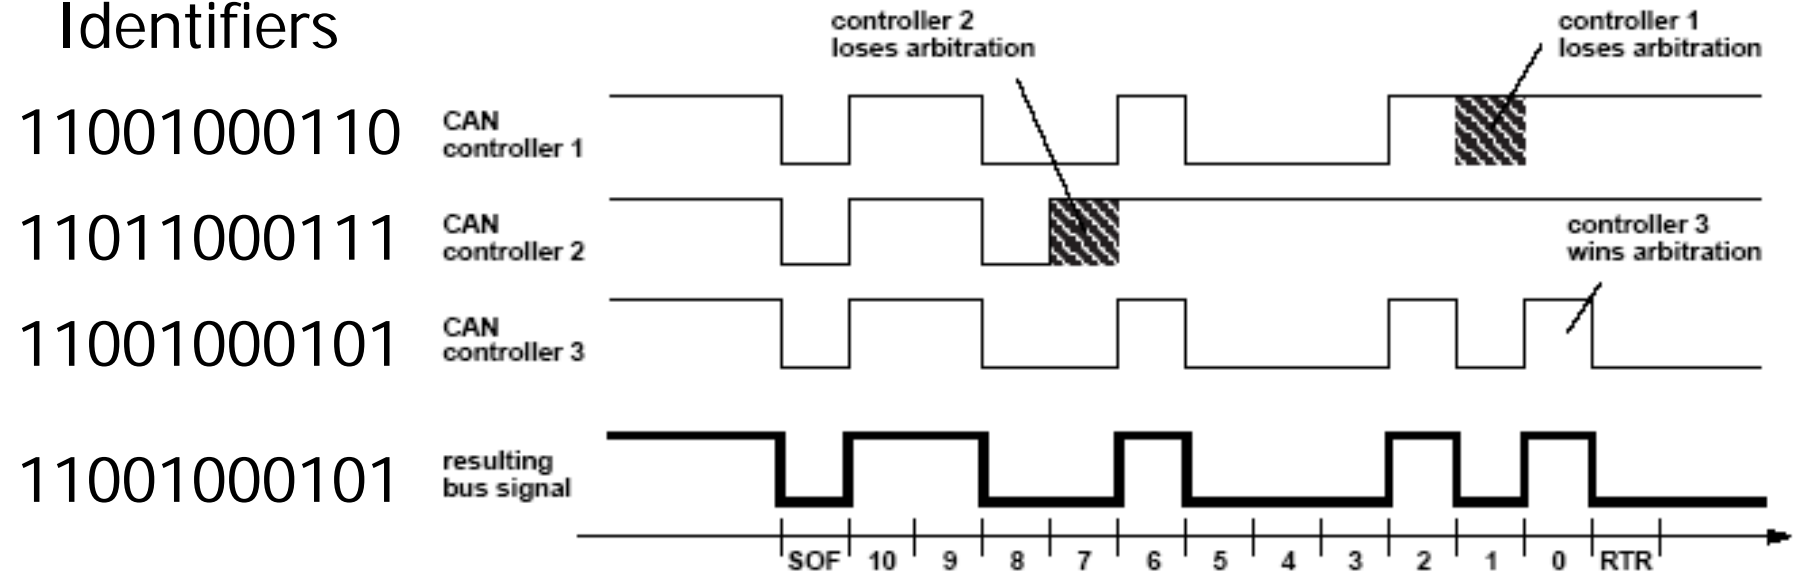 Identifiers
controller 2
loses arbitration
controller 1
loses arbitration
11001000110
CAN
controller 1
11011000111
CAN
controller 2
controller 3
wins arbitration
11001000101
CAN
controller 3
11001000101
resulting
bus signal
SOF 10 9 8 7 6 5 4 3 2 1 0 RTR